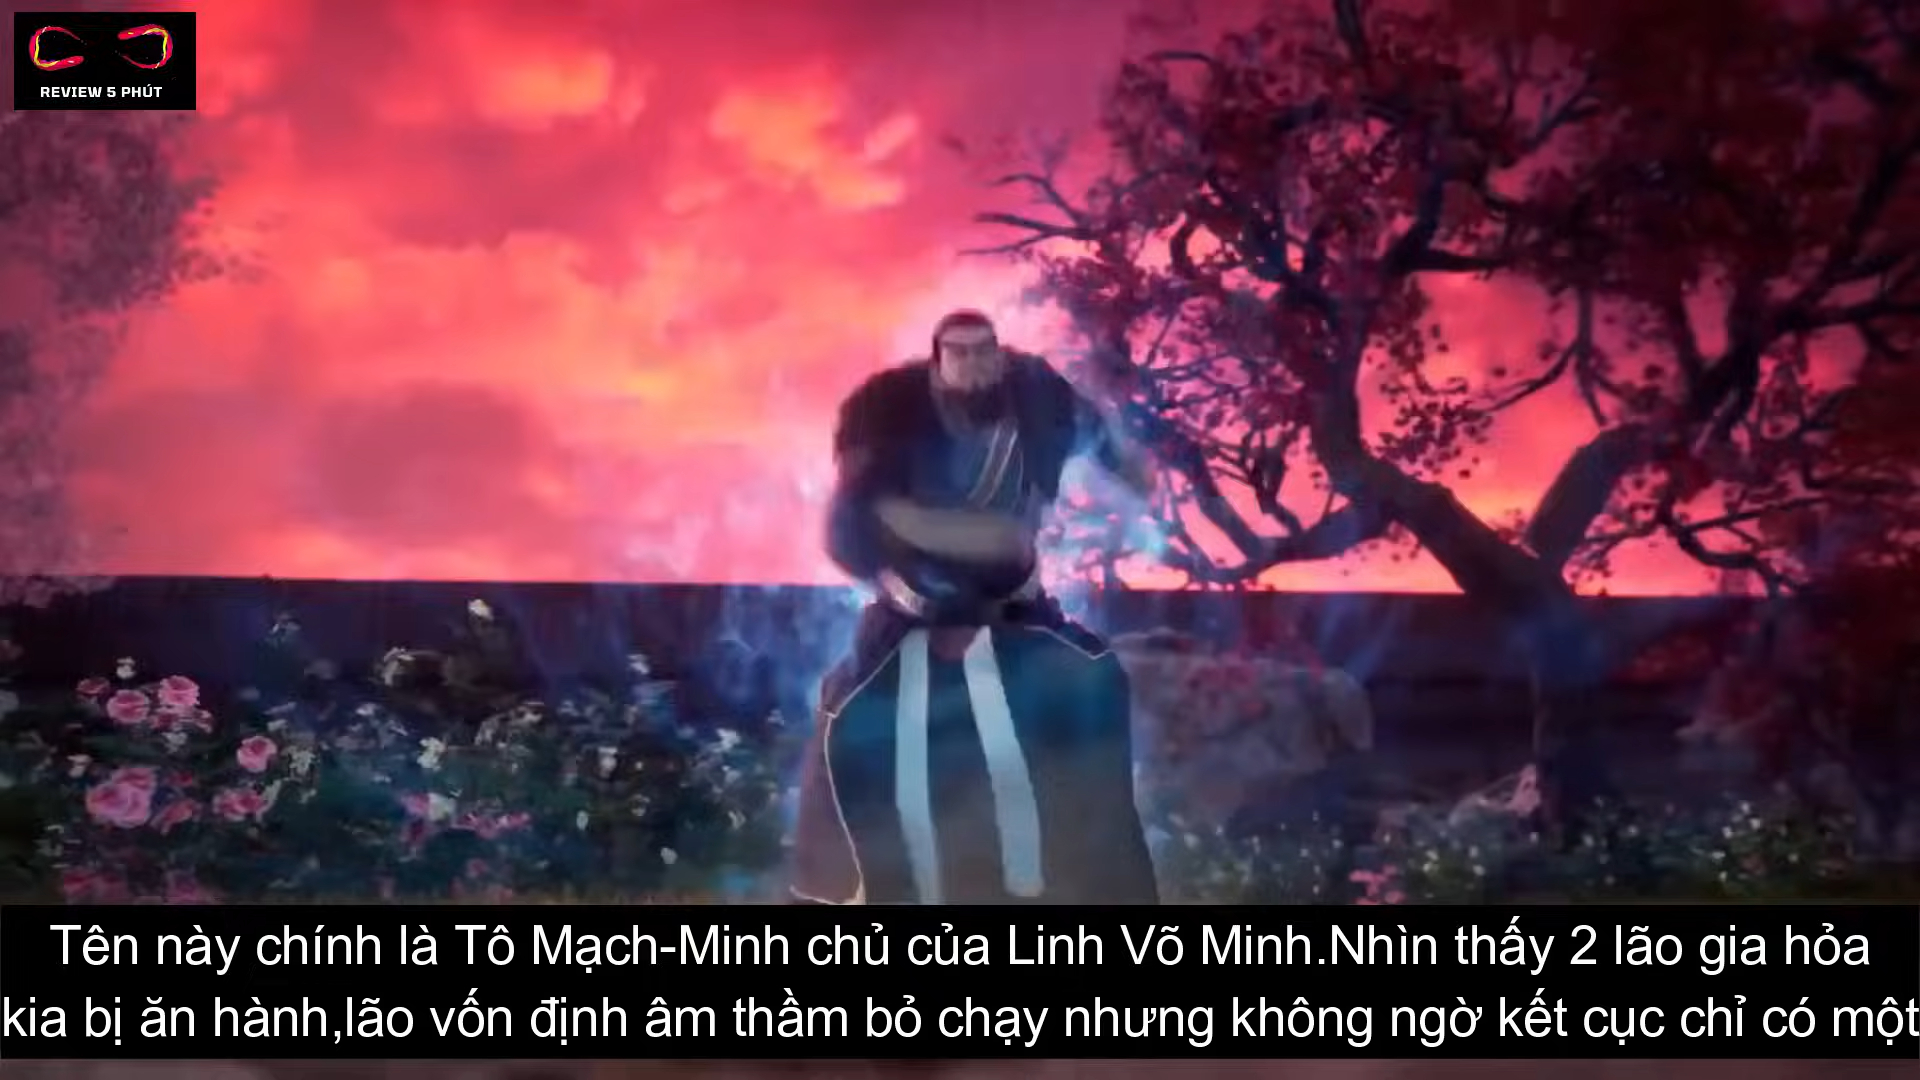 REVIEW 5 PHÚT
Tên này chính là Tô Mạch-Minh chủ của Linh Võ Minh.Nhìn thấy 2 lão gia hỏa
kia bị ăn hành,lão vốn định âm thầm bỏ chạy nhưng không ngờ kết cục chỉ có một